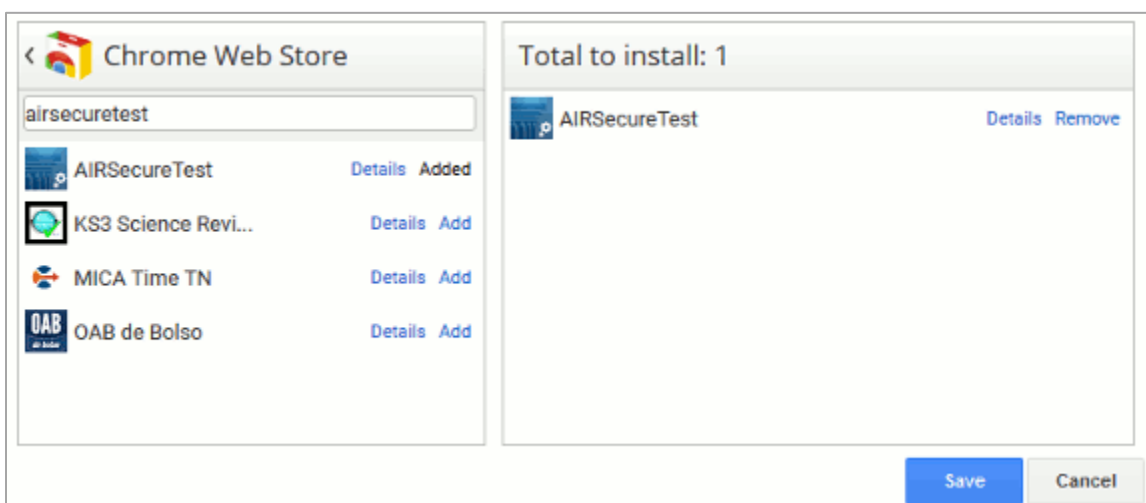 Chrome Web Store
airsecuretest
AIRSecureTest Details Added
KS3 Science Revi... Details Add
MICA Time TN Details Add
OAB de Bolso Details Add
Total to install: 1
AIRSecureTest Details Remove
Save Cancel